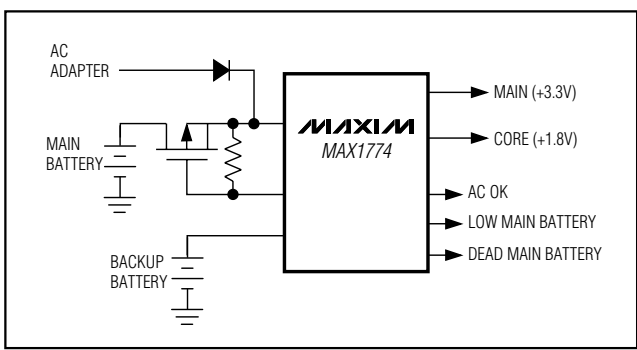 AC
ADAPTER
MAIN
BATTERY
BACKUP
BATTERY
MAXIM
MAX1774
MAIN (+3.3V)
CORE (+1.8V)
AC OK
LOW MAIN BATTERY
DEAD MAIN BATTERY